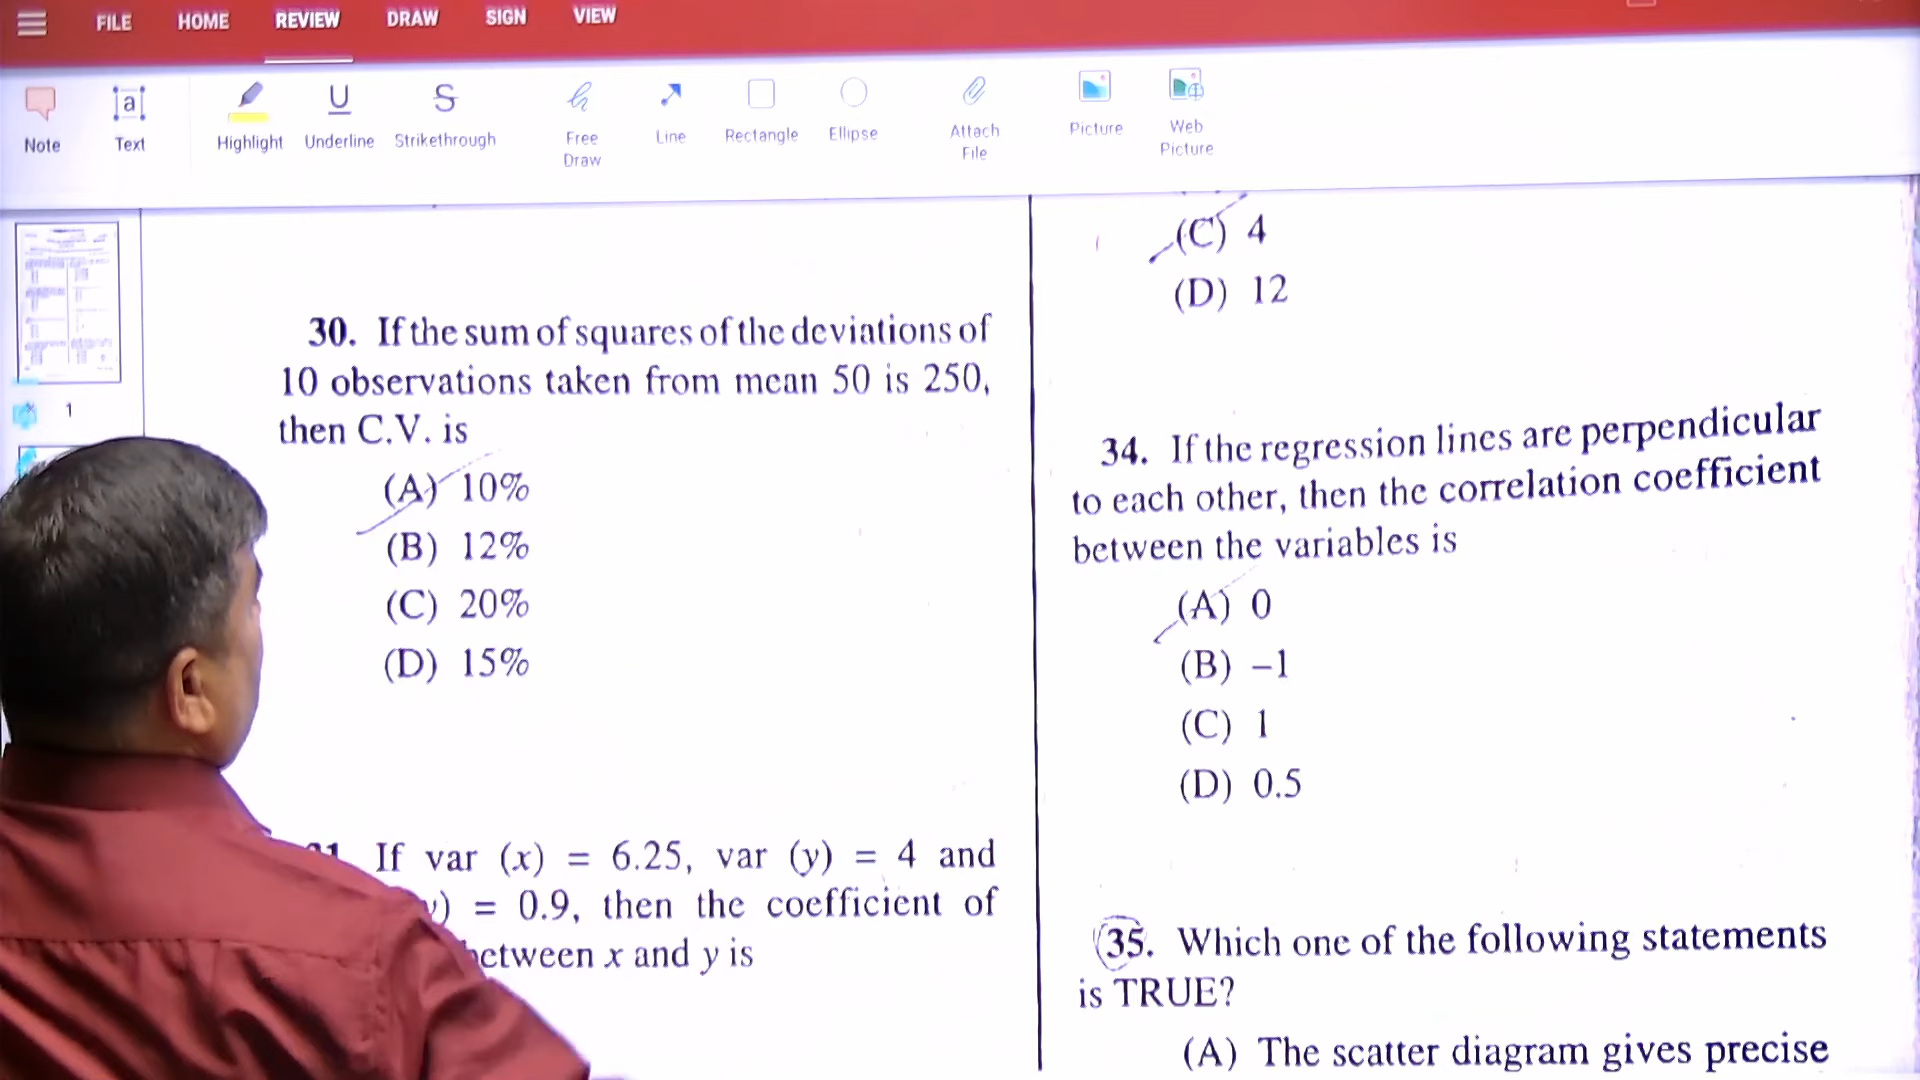 FILE HOME REVIEW DRAW SIGN VIEW
Note Text Highlight Underline Strikethrough Free Draw Line Rectangle Ellipse Attach File Picture Web Picture
1
30. If the sum of squares of the deviations of
10 observations taken from mean 50 is 250,
then C.V. is
(A) 10%
(B) 12%
(C) 20%
(D) 15%
If var (x) = 6.25, var (y) = 4 and
= 0.9, then the coefficient of
between x and y is
(C) 4
(D) 12
34. If the regression lines are perpendicular
to each other, then the correlation coefficient
between the variables is
(A) 0
(B) –1
(C) 1
(D) 0.5
35. Which one of the following statements
is TRUE?
(A) The scatter diagram gives precise